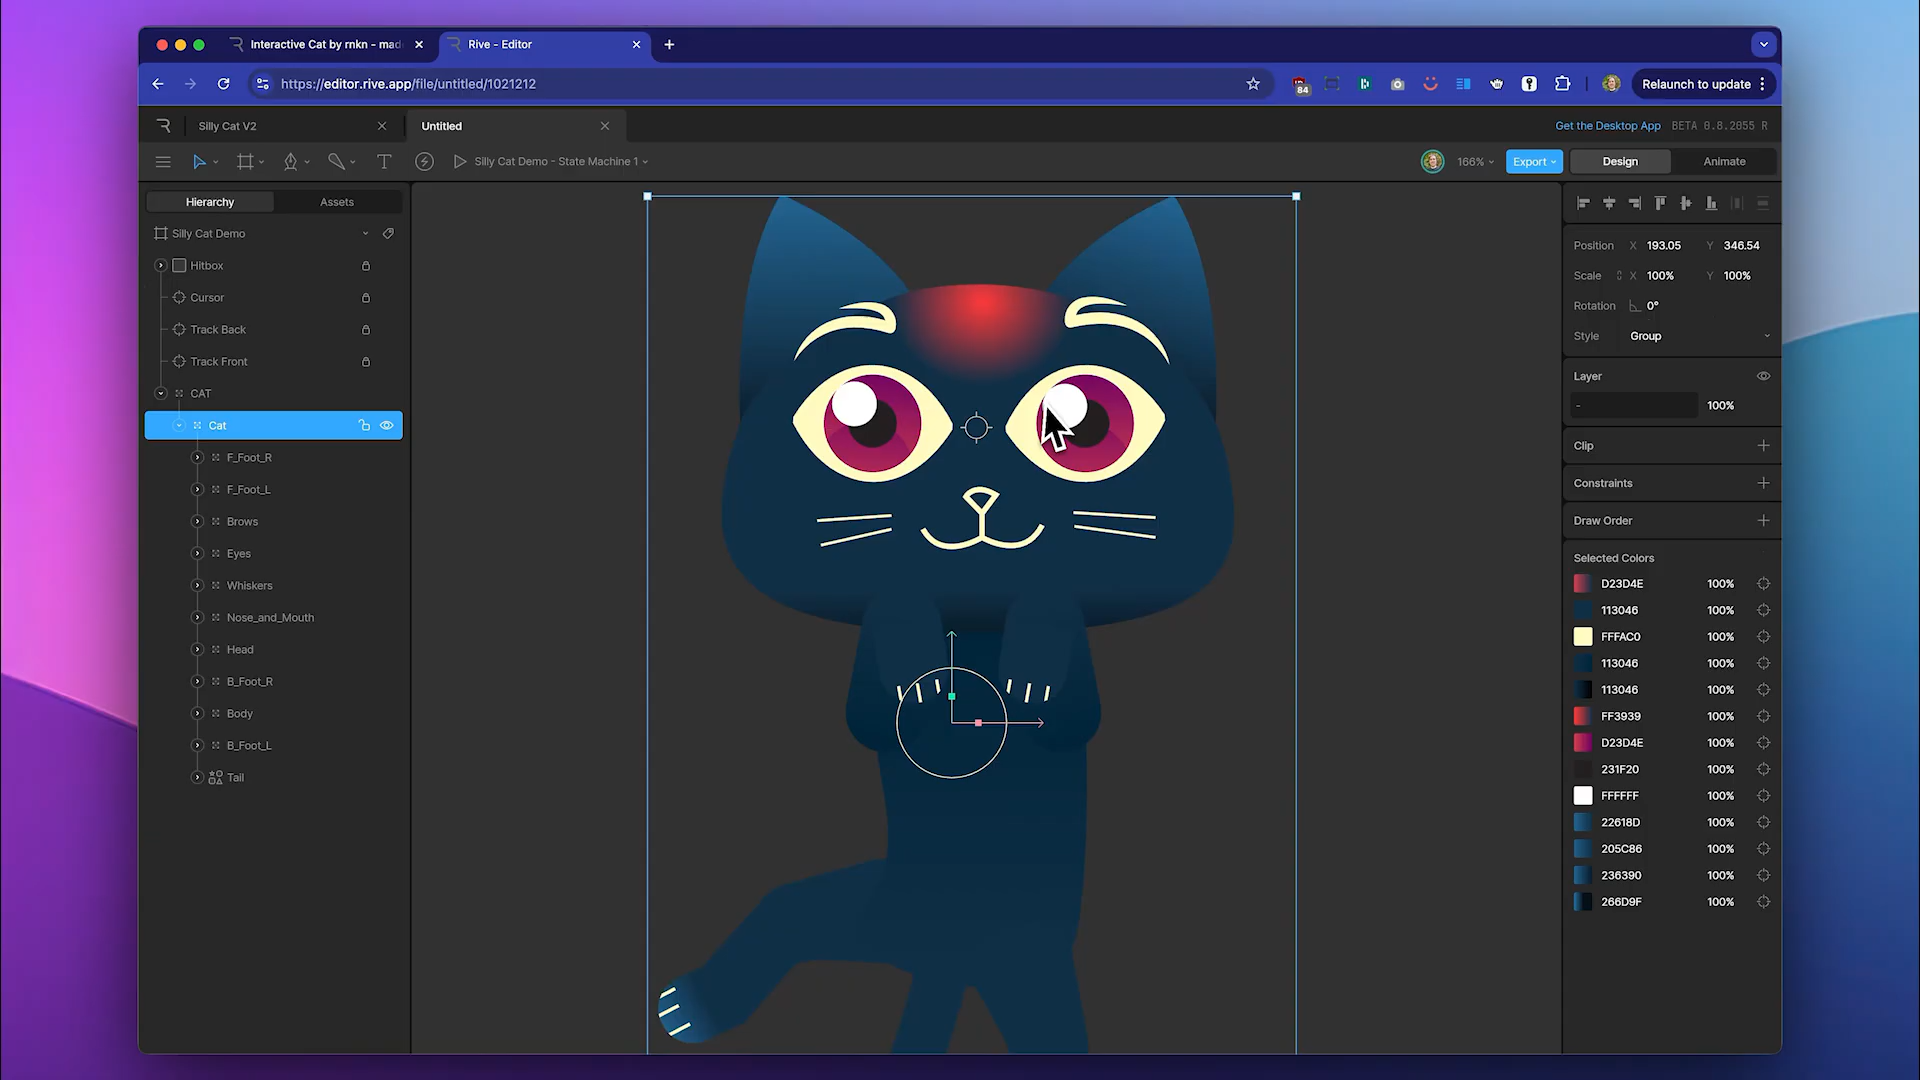 Interactive Cat by rnkn - mad
Rive - Editor
https://editor.rive.app/file/untitled/1021212
84
Relaunch to update
Silly Cat V2
Untitled
Get the Desktop App
BETA 0.8.2055 R
T
Silly Cat Demo - State Machine 1
166%
Export
Design
Animate
Hierarchy
Assets
Silly Cat Demo
Hitbox
Cursor
Track Back
Track Front
CAT
Cat
F_Foot_R
F_Foot_L
Brows
Eyes
Whiskers
Nose_and_Mouth
Head
B_Foot_R
Body
B_Foot_L
Tail
Position X 193.05 Y 346.54
Scale X 100% Y 100%
Rotation 0°
Style Group
Layer
- 100%
Clip
Constraints
Draw Order
Selected Colors
D23D4E 100%
113046 100%
FFFAC0 100%
113046 100%
113046 100%
FF3939 100%
D23D4E 100%
231F20 100%
FFFFFF 100%
22618D 100%
205C86 100%
236390 100%
266D9F 100%